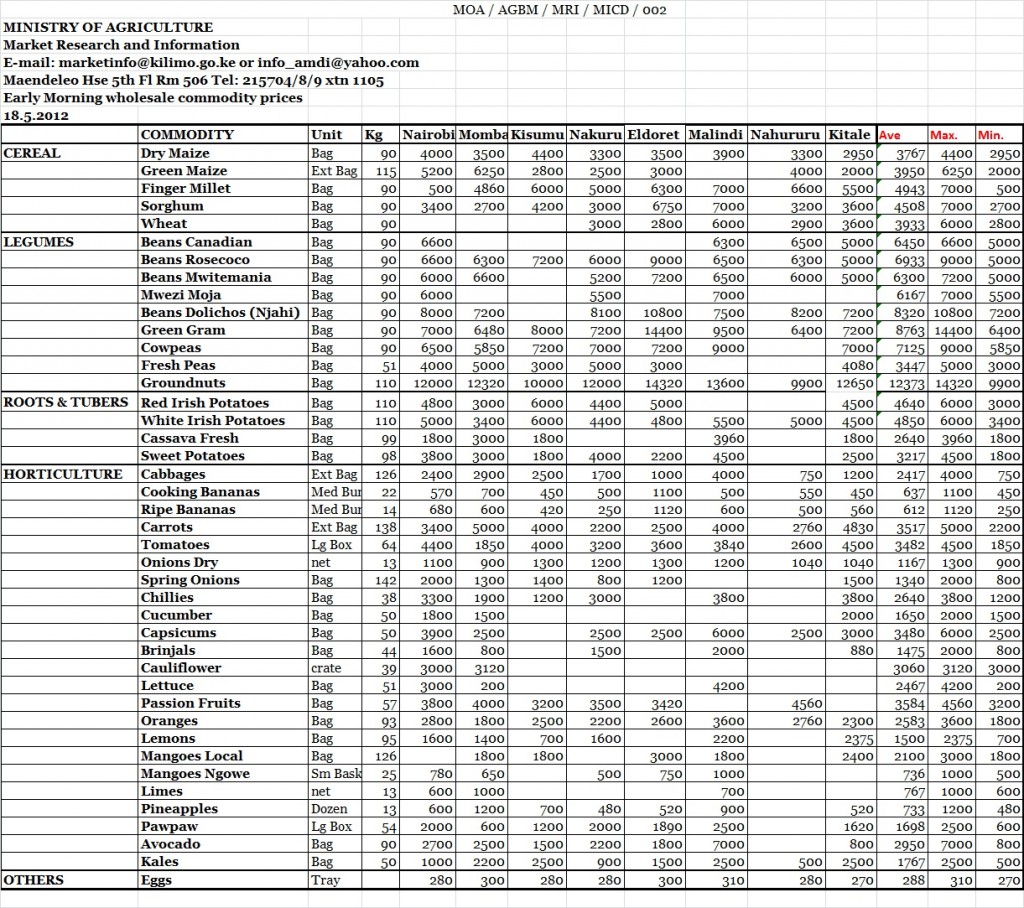 MOA / AGBM / MRI / MICD / 002
MINISTRY OF AGRICULTURE
Market Research and Information
E-mail: marketinfo@kilimo.go.ke or info_amdi@yahoo.com
Maendeleo Hse 5th Fl Rm 506 Tel: 215704/8/9 xtn 1105
Early Morning wholesale commodity prices
18.5.2012
COMMODITY Unit Kg Nairobi Momba Kisumu Nakuru Eldoret Malindi Nahururu Kitale Ave Max. Min.
CEREAL Dry Maize Bag 90 4000 3500 4400 3300 3500 3900 3300 2950 3767 4400 2950
Green Maize Ext Bag 115 5200 6250 2800 2500 3000 4000 2000 3950 6250 2000
Finger Millet Bag 90 500 4860 6000 5000 6300 7000 6600 5500 4943 7000 500
Sorghum Bag 90 3400 2700 4200 3000 6750 7000 3200 3600 4508 7000 2700
Wheat Bag 90 3000 2800 6000 2900 3600 3933 6000 2800
LEGUMES Beans Canadian Bag 90 6600 6300 6500 5000 6450 6600 5000
Beans Rosecoco Bag 90 6600 6300 7200 6000 9000 6500 6300 5000 6933 9000 5000
Beans Mwitemania Bag 90 6000 6600 5200 7200 6500 6000 5000 6300 7200 5000
Mwezi Moja Bag 90 6000 5500 7000 6167 7000 5500
Beans Dolichos (Njahi) Bag 90 8000 7200 8100 10800 7500 8200 7200 8320 10800 7200
Green Gram Bag 90 7000 6480 8000 7200 14400 9500 6400 7200 8763 14400 6400
Cowpeas Bag 90 6500 5850 7200 7000 7200 9000 7000 7125 9000 5850
Fresh Peas Bag 51 4000 5000 3000 5000 3000 4080 3447 5000 3000
Groundnuts Bag 110 12000 12320 10000 12000 14320 13600 9900 12650 12373 14320 9900
ROOTS & TUBERS Red Irish Potatoes Bag 110 4800 3000 6000 4400 5000 4500 4640 6000 3000
White Irish Potatoes Bag 110 5000 3400 6000 4400 4800 5500 5000 4500 4850 6000 3400
Cassava Fresh Bag 99 1800 3000 1800 3960 1800 2640 3960 1800
Sweet Potatoes Bag 98 3800 3000 1800 4000 2200 4500 2500 3217 4500 1800
HORTICULTURE Cabbages Ext Bag 126 2400 2900 2500 1700 1000 4000 750 1200 2417 4000 750
Cooking Bananas Med Bur 22 570 700 450 500 1100 500 550 450 637 1100 450
Ripe Bananas Med Bur 14 680 600 420 250 1120 600 500 560 612 1120 250
Carrots Ext Bag 138 3400 5000 4000 2200 2500 4000 2760 4830 3517 5000 2200
Tomatoes Lg Box 64 4400 1850 4000 3200 3600 3840 2600 4500 3482 4500 1850
Onions Dry net 13 1100 900 1300 1200 1300 1200 1040 1040 1167 1300 900
Spring Onions Bag 142 2000 1300 1400 800 1200 1500 1340 2000 800
Chillies Bag 38 3300 1900 1200 3000 3800 3800 2640 3800 1200
Cucumber Bag 50 1800 1500 2000 1650 2000 1500
Capsicums Bag 50 3900 2500 2500 2500 6000 2500 3000 3480 6000 2500
Brinjals Bag 44 1600 800 1500 2000 880 1475 2000 800
Cauliflower crate 39 3000 3120 3060 3120 3000
Lettuce Bag 51 3000 200 4200 2467 4200 200
Passion Fruits Bag 57 3800 4000 3200 3500 3420 4560 3584 4560 3200
Oranges Bag 93 2800 1800 2500 2200 2600 3600 2760 2300 2583 3600 1800
Lemons Bag 95 1600 1400 700 1600 2200 2375 1500 2375 700
Mangoes Local Bag 126 1800 1800 3000 1800 2400 2100 3000 1800
Mangoes Ngowe Sm Bask 25 780 650 500 750 1000 736 1000 500
Limes net 13 600 1000 700 767 1000 600
Pineapples Dozen 13 600 1200 700 480 520 900 520 733 1200 480
Pawpaw Lg Box 54 2000 600 1200 2000 1890 2500 1620 1698 2500 600
Avocado Bag 90 2700 2500 1500 2200 1800 7000 800 2950 7000 800
Kales Bag 50 1000 2200 2500 900 1500 2500 500 2500 1767 2500 500
OTHERS Eggs Tray 280 300 280 280 300 310 280 270 288 310 270